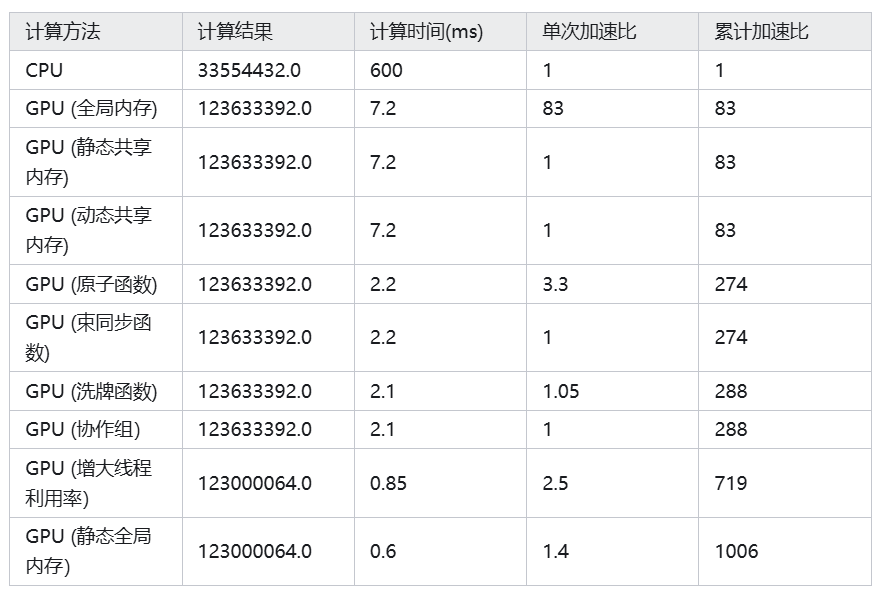 计算方法 计算结果 计算时间(ms) 单次加速比 累计加速比
CPU 33554432.0 600 1 1
GPU (全局内存) 123633392.0 7.2 83 83
GPU (静态共享
内存) 123633392.0 7.2 1 83
GPU (动态共享
内存) 123633392.0 7.2 1 83
GPU (原子函数) 123633392.0 2.2 3.3 274
GPU (束同步函
数) 123633392.0 2.2 1 274
GPU (洗牌函数) 123633392.0 2.1 1.05 288
GPU (协作组) 123633392.0 2.1 1 288
GPU (增大线程
利用率) 123000064.0 0.85 2.5 719
GPU (静态全局
内存) 123000064.0 0.6 1.4 1006